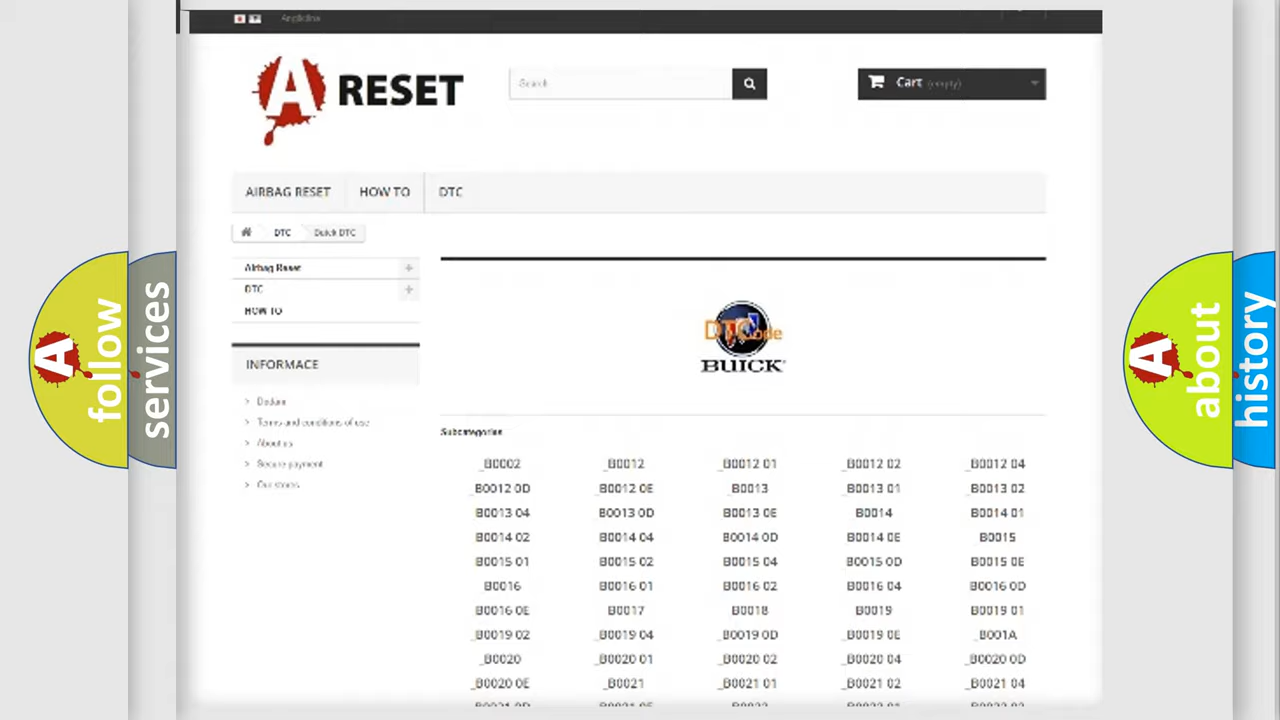 A RESET
Search
Cart (empty)
AIRBAG RESET HOW TO DTC
DTC Buick DTC
Airbag Reset
DTC
HOW TO
INFORMACE
Dodání
Terms and conditions of use
About us
Secure payment
Our stores
DTC Code
BUICK
Subcategories
_B0002 _B0012 _B0012 01 _B0012 02 _B0012 04
_B0012 0D _B0012 0E _B0013 _B0013 01 _B0013 02
_B0013 04 _B0013 0D _B0013 0E _B0014 _B0014 01
_B0014 02 _B0014 04 _B0014 0D _B0014 0E _B0015
_B0015 01 _B0015 02 _B0015 04 _B0015 0D _B0015 0E
_B0016 _B0016 01 _B0016 02 _B0016 04 _B0016 0D
_B0016 0E _B0017 _B0018 _B0019 _B0019 01
_B0019 02 _B0019 04 _B0019 0D _B0019 0E _B001A
_B0020 _B0020 01 _B0020 02 _B0020 04 _B0020 0D
_B0020 0E _B0021 _B0021 01 _B0021 02 _B0021 04
A follow
services
A about
history